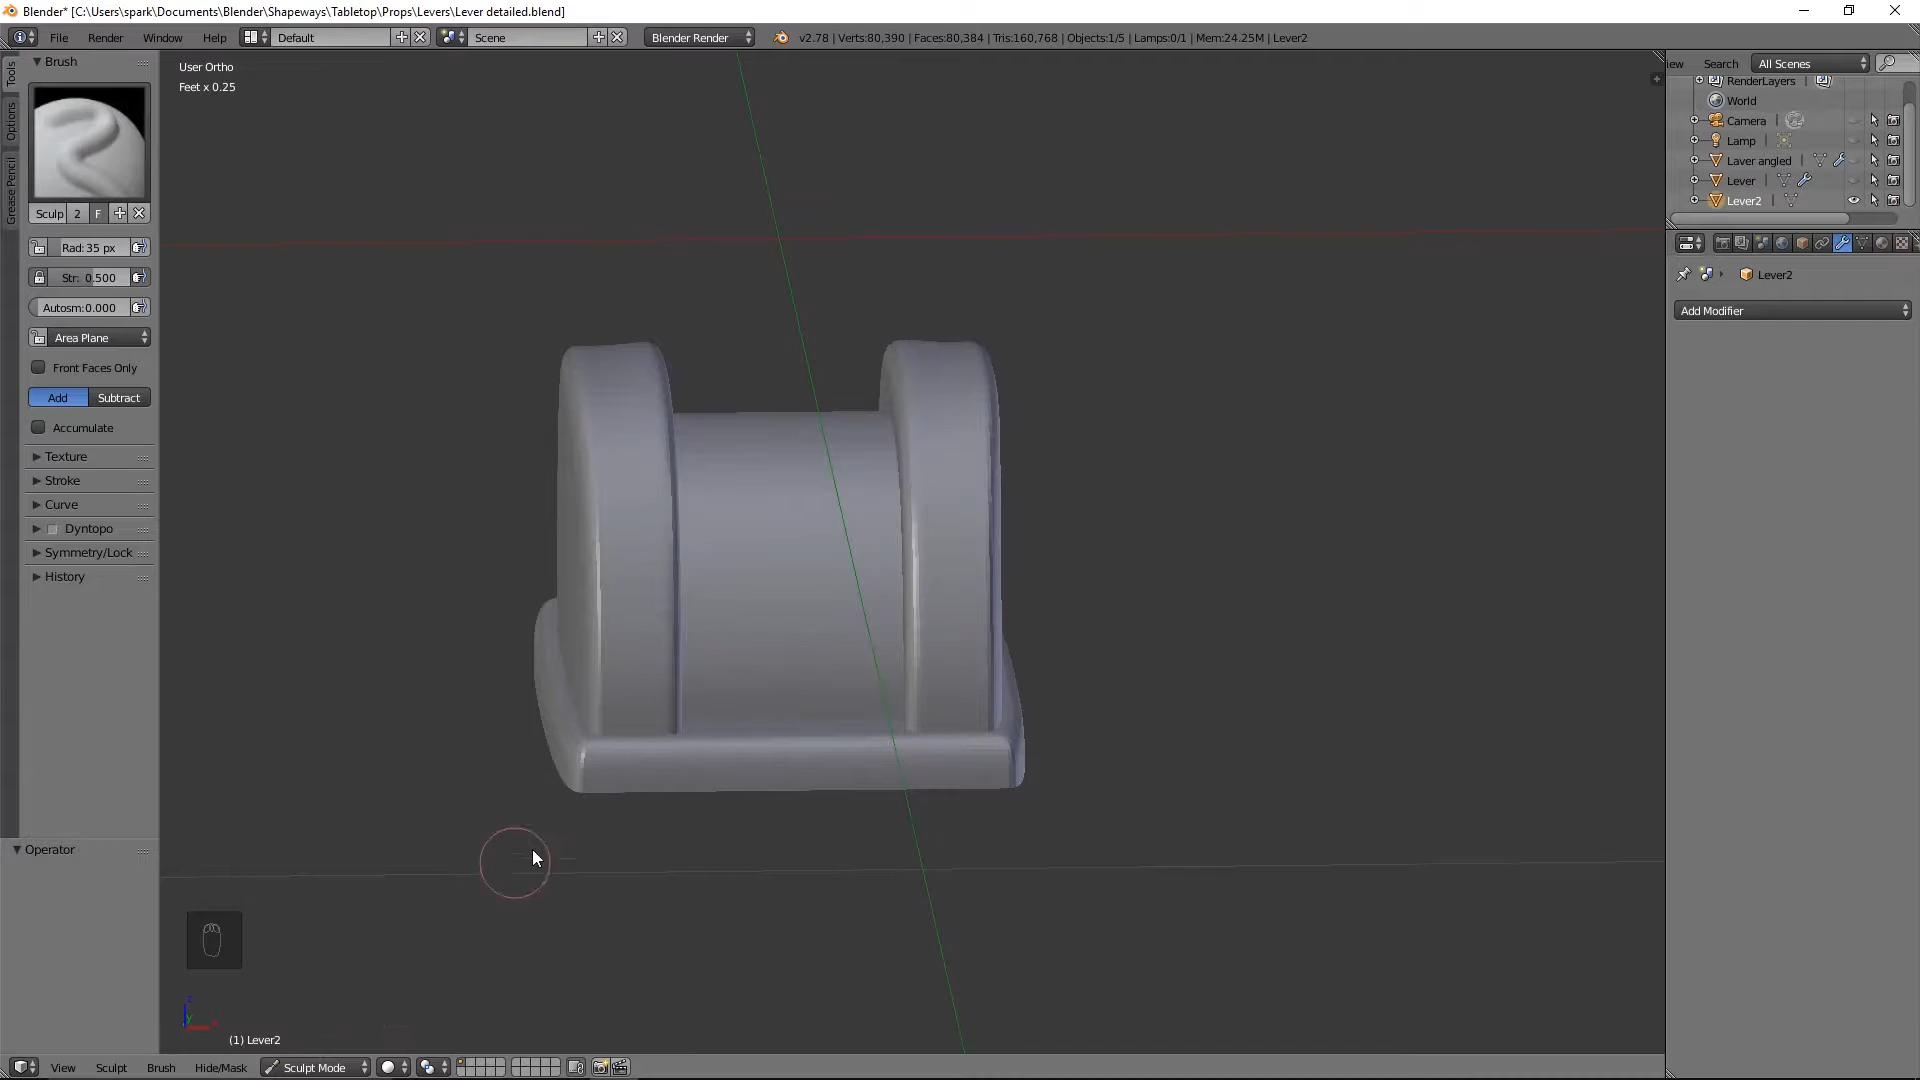 Blender* [C:\Users\spark\Documents\Blender\Shapeways\Tabletop\Props\Levers\Lever detailed.blend]
File Render Window Help Default Scene Blender Render v2.78 | Verts:80,390 | Faces:80,384 | Tris:160,768 | Objects:1/5 | Lamps:0/1 | Mem:24.25M | Lever2
Tools
Options
Grease Pencil
Brush
Sculp 2 F
Rad: 35 px
Str: 0.500
Autosm:0.000
Area Plane
Front Faces Only
Add Subtract
Accumulate
Texture
Stroke
Curve
Dyntopo
Symmetry/Lock
History
Operator
User Ortho
Feet x 0.25
z
y
x
(1) Lever2
iew Search All Scenes
RenderLayers
World
Camera
Lamp
Laver angled
Lever
Lever2
Lever2
Add Modifier
View Sculpt Brush Hide/Mask Sculpt Mode